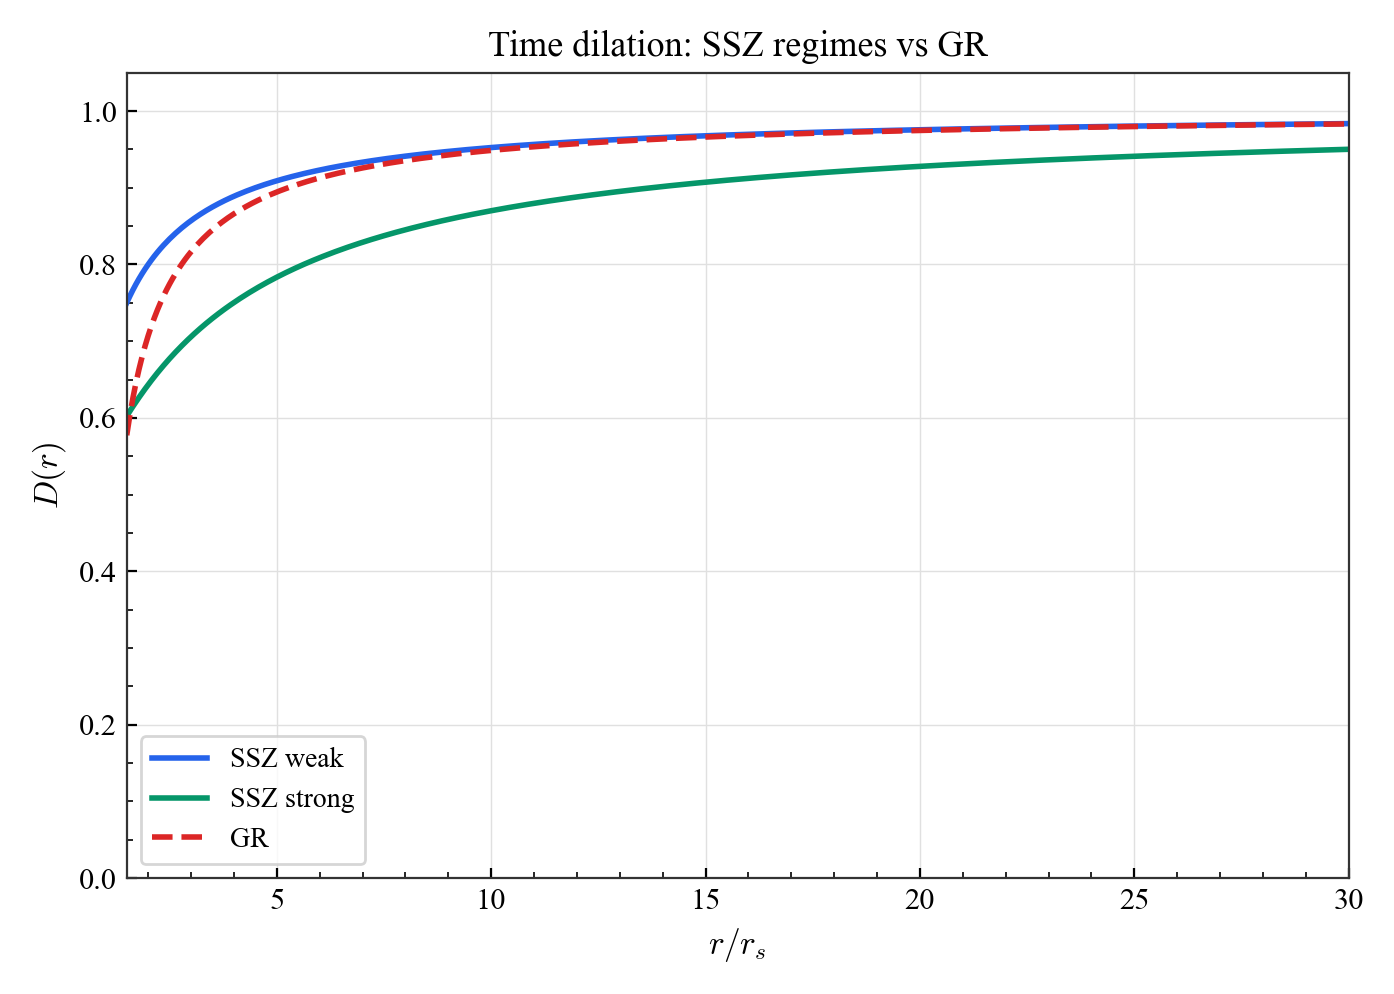 Time dilation: SSZ regimes vs GR
1.0
0.8
0.6
0.4
0.2
0.0
D(r)
SSZ weak
SSZ strong
GR
5
10
15
20
25
30
r/r_s